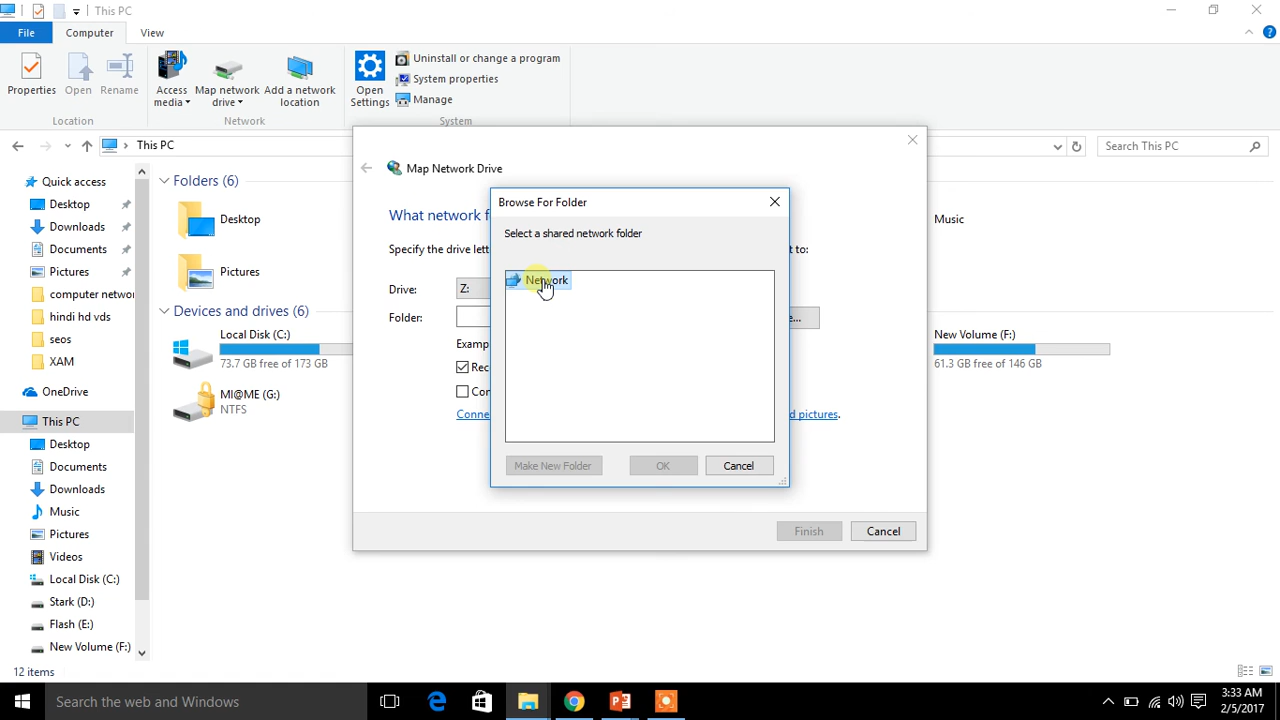 This PC
File
Computer
View
Properties
Open
Rename
Access media
Map network drive
Add a network location
Open Settings
Uninstall or change a program
System properties
Manage
Location
Network
System
This PC
Search This PC
Quick access
Desktop
Downloads
Documents
Pictures
computer netwo
hindi hd vds
seos
XAM
OneDrive
This PC
Desktop
Documents
Downloads
Music
Pictures
Videos
Local Disk (C:)
Stark (D:)
Flash (E:)
New Volume (F:)
Folders (6)
Desktop
Music
Pictures
Devices and drives (6)
Local Disk (C:)
73.7 GB free of 173 GB
New Volume (F:)
61.3 GB free of 146 GB
MI@ME (G:)
NTFS
Map Network Drive
What network f
Specify the drive lett
t to:
Drive:
Z:
Folder:
e...
Examp
Rec
Con
Conne
d pictures.
Finish
Cancel
Browse For Folder
Select a shared network folder
Network
Make New Folder
OK
Cancel
12 items
Search the web and Windows
3:33 AM
2/5/2017